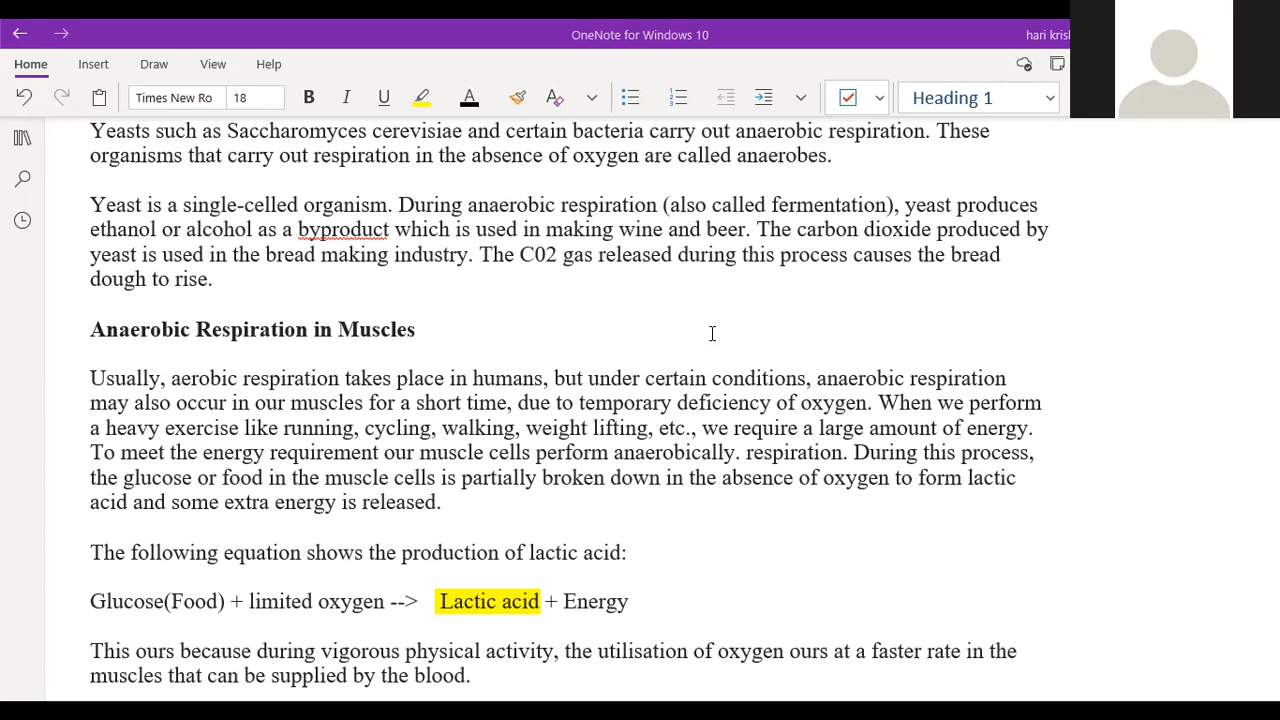 OneNote for Windows 10
hari krish
Home Insert Draw View Help
Times New Ro 18 B I U A A Heading 1
Yeasts such as Saccharomyces cerevisiae and certain bacteria carry out anaerobic respiration. These
organisms that carry out respiration in the absence of oxygen are called anaerobes.
Yeast is a single-celled organism. During anaerobic respiration (also called fermentation), yeast produces
ethanol or alcohol as a byproduct which is used in making wine and beer. The carbon dioxide produced by
yeast is used in the bread making industry. The C02 gas released during this process causes the bread
dough to rise.
Anaerobic Respiration in Muscles
Usually, aerobic respiration takes place in humans, but under certain conditions, anaerobic respiration
may also occur in our muscles for a short time, due to temporary deficiency of oxygen. When we perform
a heavy exercise like running, cycling, walking, weight lifting, etc., we require a large amount of energy.
To meet the energy requirement our muscle cells perform anaerobically. respiration. During this process,
the glucose or food in the muscle cells is partially broken down in the absence of oxygen to form lactic
acid and some extra energy is released.
The following equation shows the production of lactic acid:
Glucose(Food) + limited oxygen --> Lactic acid + Energy
This ours because during vigorous physical activity, the utilisation of oxygen ours at a faster rate in the
muscles that can be supplied by the blood.